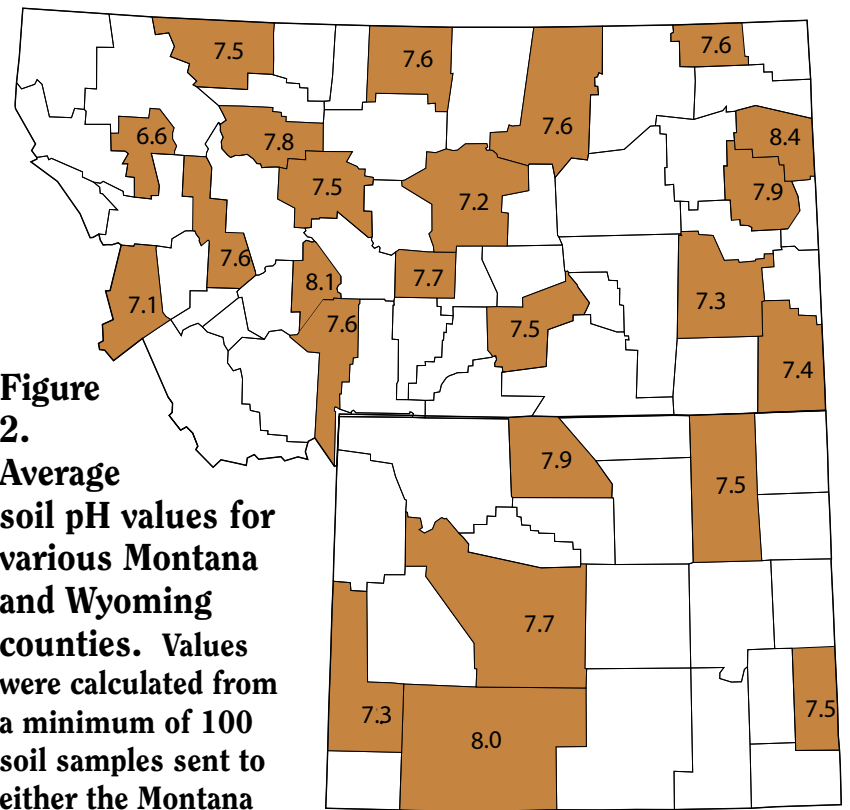 7.5
7.6
7.6
7.6
6.6
7.8
8.4
7.5
7.2
7.9
7.6
8.1
7.7
7.1
7.6
7.5
7.3
7.4
Figure
2.
Average
soil pH values for
various Montana
and Wyoming
counties. Values
were calculated from
a minimum of 100
soil samples sent to
either the Montana
7.9
7.5
7.7
7.3
8.0
7.5